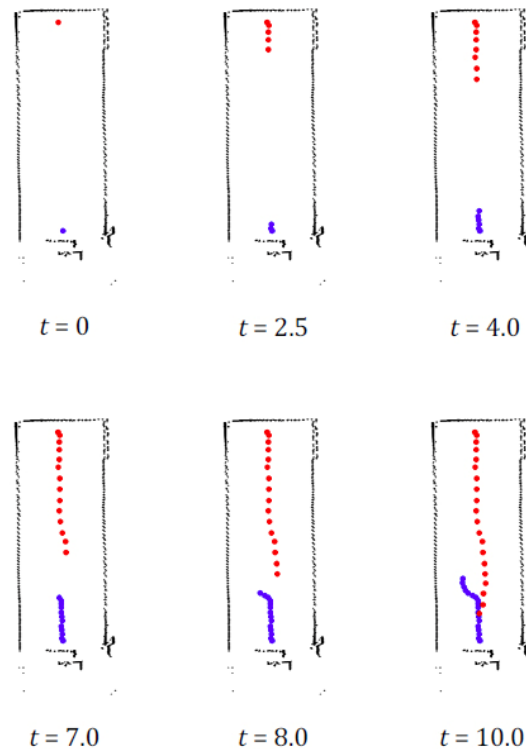 t = 0
t = 2.5
t = 4.0
t = 7.0
t = 8.0
t = 10.0